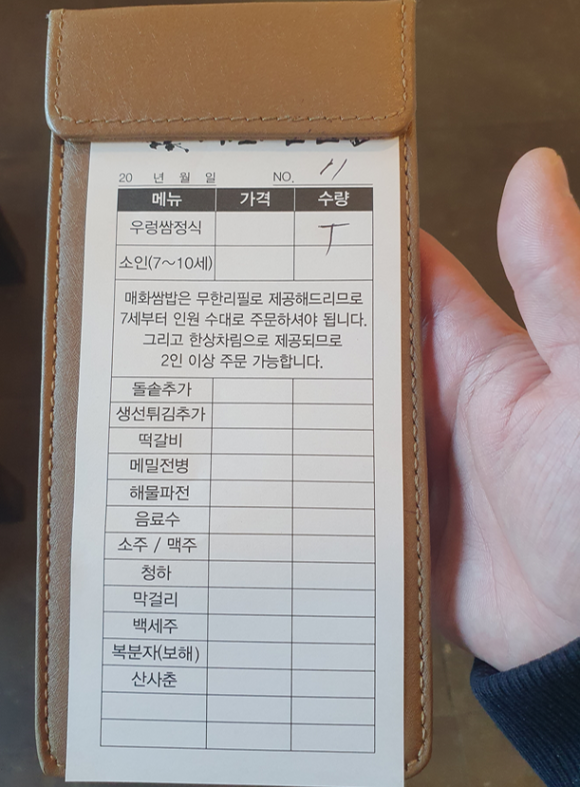 20 년 월 일 NO. 11
메뉴 가격 수량
우렁쌈정식 T
소인(7~10세)
매화쌈밥은 무한리필로 제공해드리므로
7세부터 인원 수대로 주문하셔야 됩니다.
그리고 한상차림으로 제공되므로
2인 이상 주문 가능합니다.
돌솥추가
생선튀김추가
떡갈비
메밀전병
해물파전
음료수
소주 / 맥주
청하
막걸리
백세주
복분자(보해)
산사춘